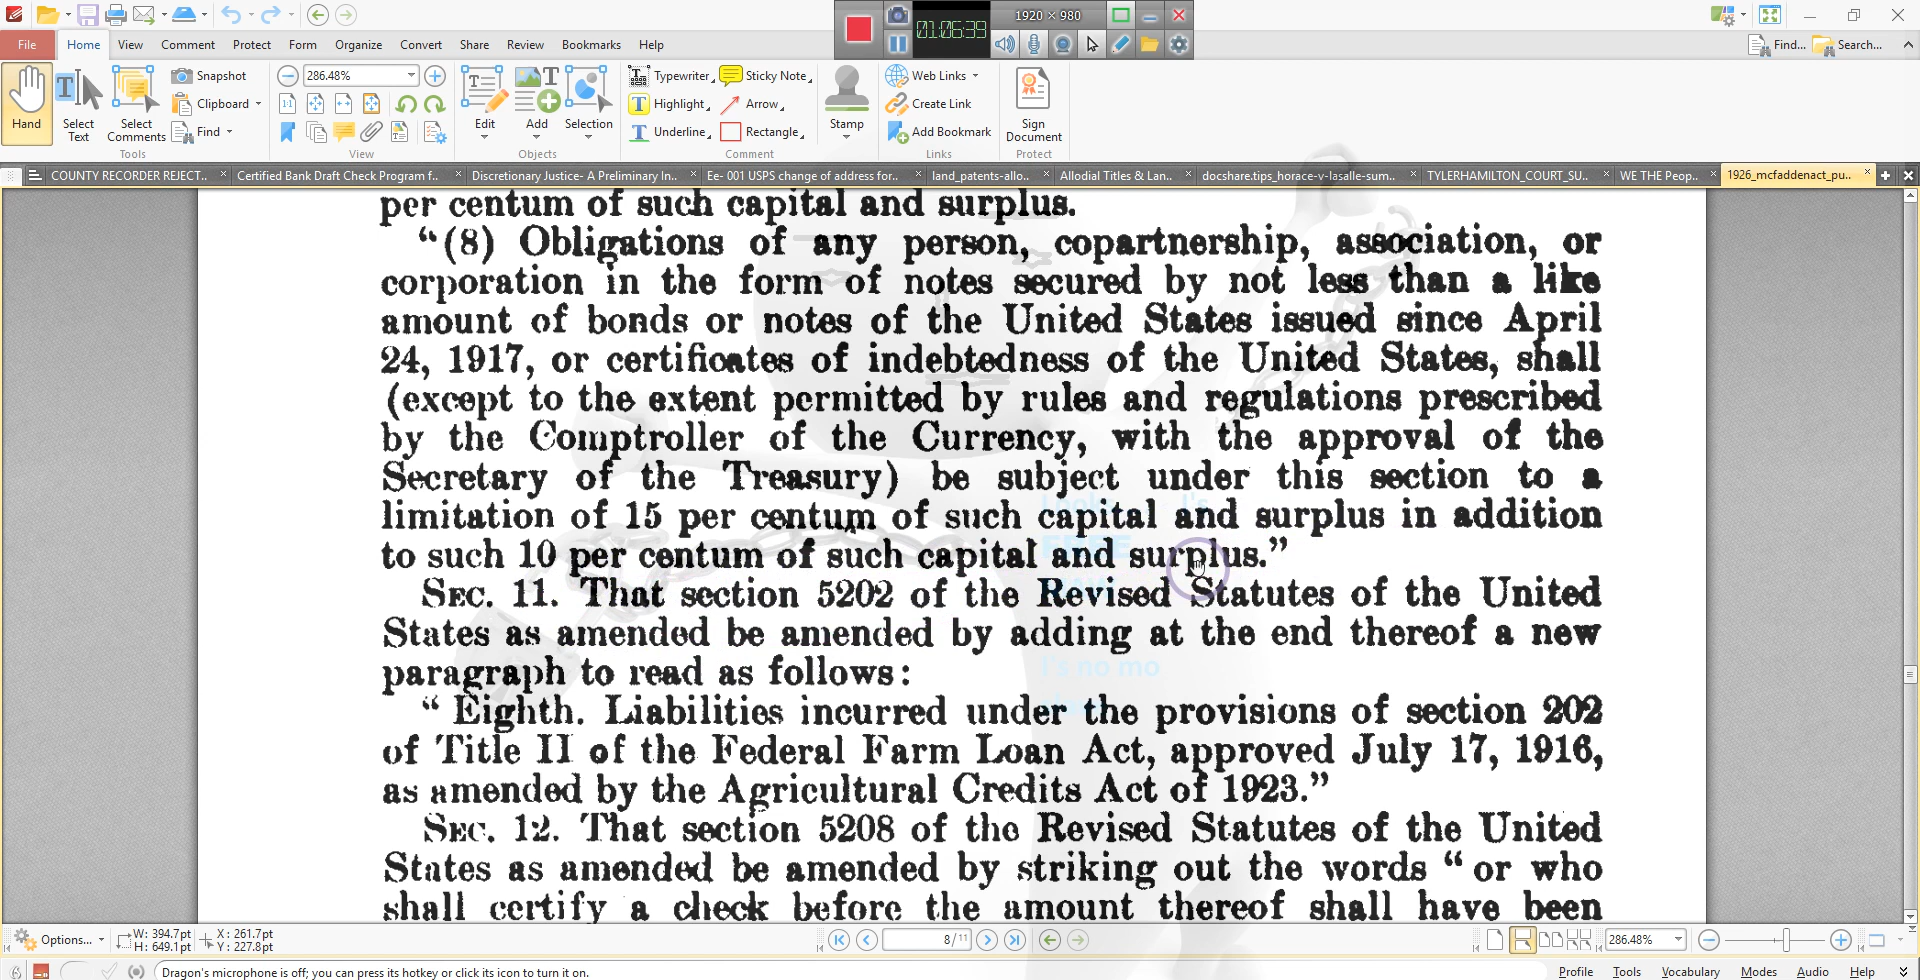 01:06:39
1920 × 980
File Home View Comment Protect Form Organize Convert Share Review Bookmarks Help
Find... Search...
Hand
Select Text
Select Comments
Snapshot
Clipboard
Find
Tools
286.48%
View
Edit
Add
Selection
Objects
Typewriter
Highlight
Underline
Sticky Note
Arrow
Rectangle
Comment
Stamp
Web Links
Create Link
Add Bookmark
Links
Sign Document
Protect
COUNTY RECORDER REJECT.. Certified Bank Draft Check Program f.. Discretionary Justice- A Preliminary In.. Ee- 001 USPS change of address for.. land_patents-allo.. Allodial Titles & Lan.. docshare.tips_horace-v-lasalle-sum.. TYLERHAMILTON_COURT_SU.. WE THE Peop.. 1926_mcfaddenact_pu..
per centum of such capital and surplus.
“(8) Obligations of any person, copartnership, association, or
corporation in the form of notes secured by not less than a like
amount of bonds or notes of the United States issued since April
24, 1917, or certificates of indebtedness of the United States, shall
(except to the extent permitted by rules and regulations prescribed
by the Comptroller of the Currency, with the approval of the
Secretary of the Treasury) be subject under this section to a
limitation of 15 per centum of such capital and surplus in addition
to such 10 per centum of such capital and surplus.”
SEC. 11. That section 5202 of the Revised Statutes of the United
States as amended be amended by adding at the end thereof a new
paragraph to read as follows:
“ Eighth. Liabilities incurred under the provisions of section 202
of Title II of the Federal Farm Loan Act, approved July 17, 1916,
as amended by the Agricultural Credits Act of 1923.”
SEC. 12. That section 5208 of the Revised Statutes of the United
States as amended be amended by striking out the words “ or who
shall certify a check before the amount thereof shall have been
FREE
I's no mo
Options...
W: 394.7pt
H: 649.1pt
X: 261.7pt
Y: 227.8pt
8/11
286.48%
Dragon's microphone is off; you can press its hotkey or click its icon to turn it on.
Profile Tools Vocabulary Modes Audio Help